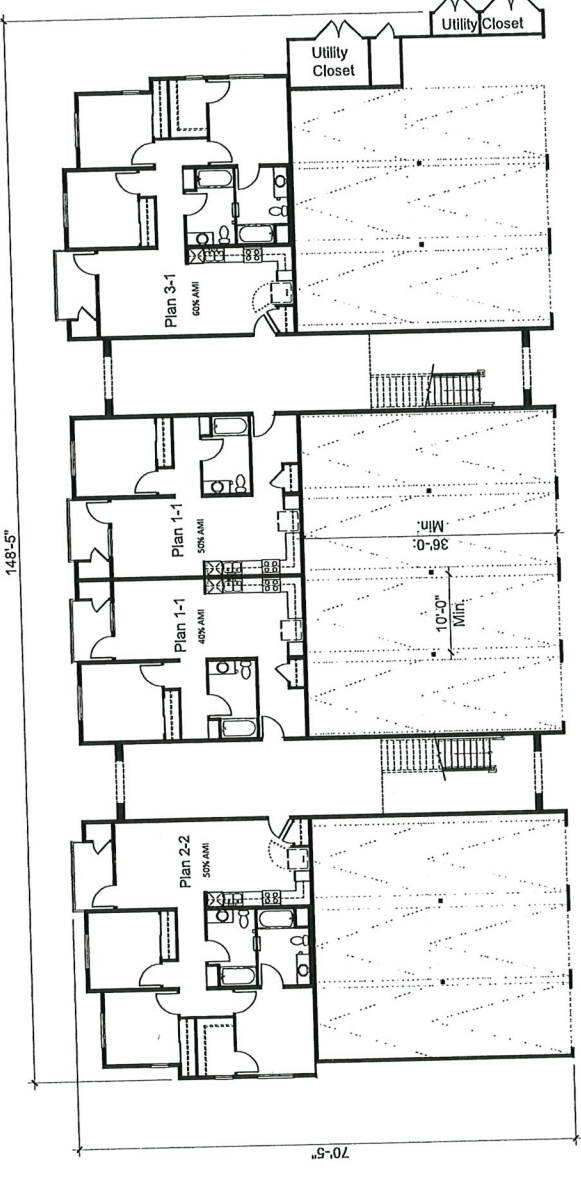 Utility Closet
Utility
Closet
Plan 3-1
60% AMI
148'-5"
Plan 1-1
50% AMI
36'-0"
Min.
Plan 1-1
40% AMI
10'-0"
Min.
Plan 2-2
50% AMI
70'-5"